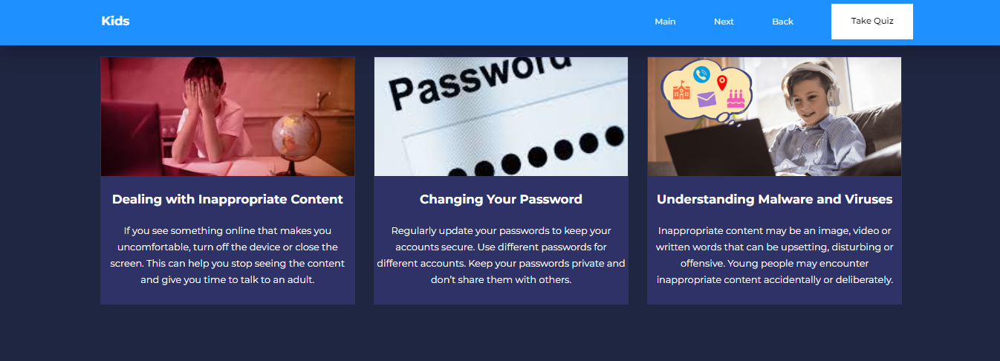 Kids
Main
Next
Back
Take Quiz
Password
Dealing with Inappropriate Content
If you see something online that makes you
uncomfortable, turn off the device or close the
screen. This can help you stop seeing the content
and give you time to talk to an adult.
Changing Your Password
Regularly update your passwords to keep your
accounts secure. Use different passwords for
different accounts. Keep your passwords private and
don’t share them with others.
Understanding Malware and Viruses
Inappropriate content may be an image, video or
written words that can be upsetting, disturbing or
offensive. Young people may encounter
inappropriate content accidentally or deliberately.